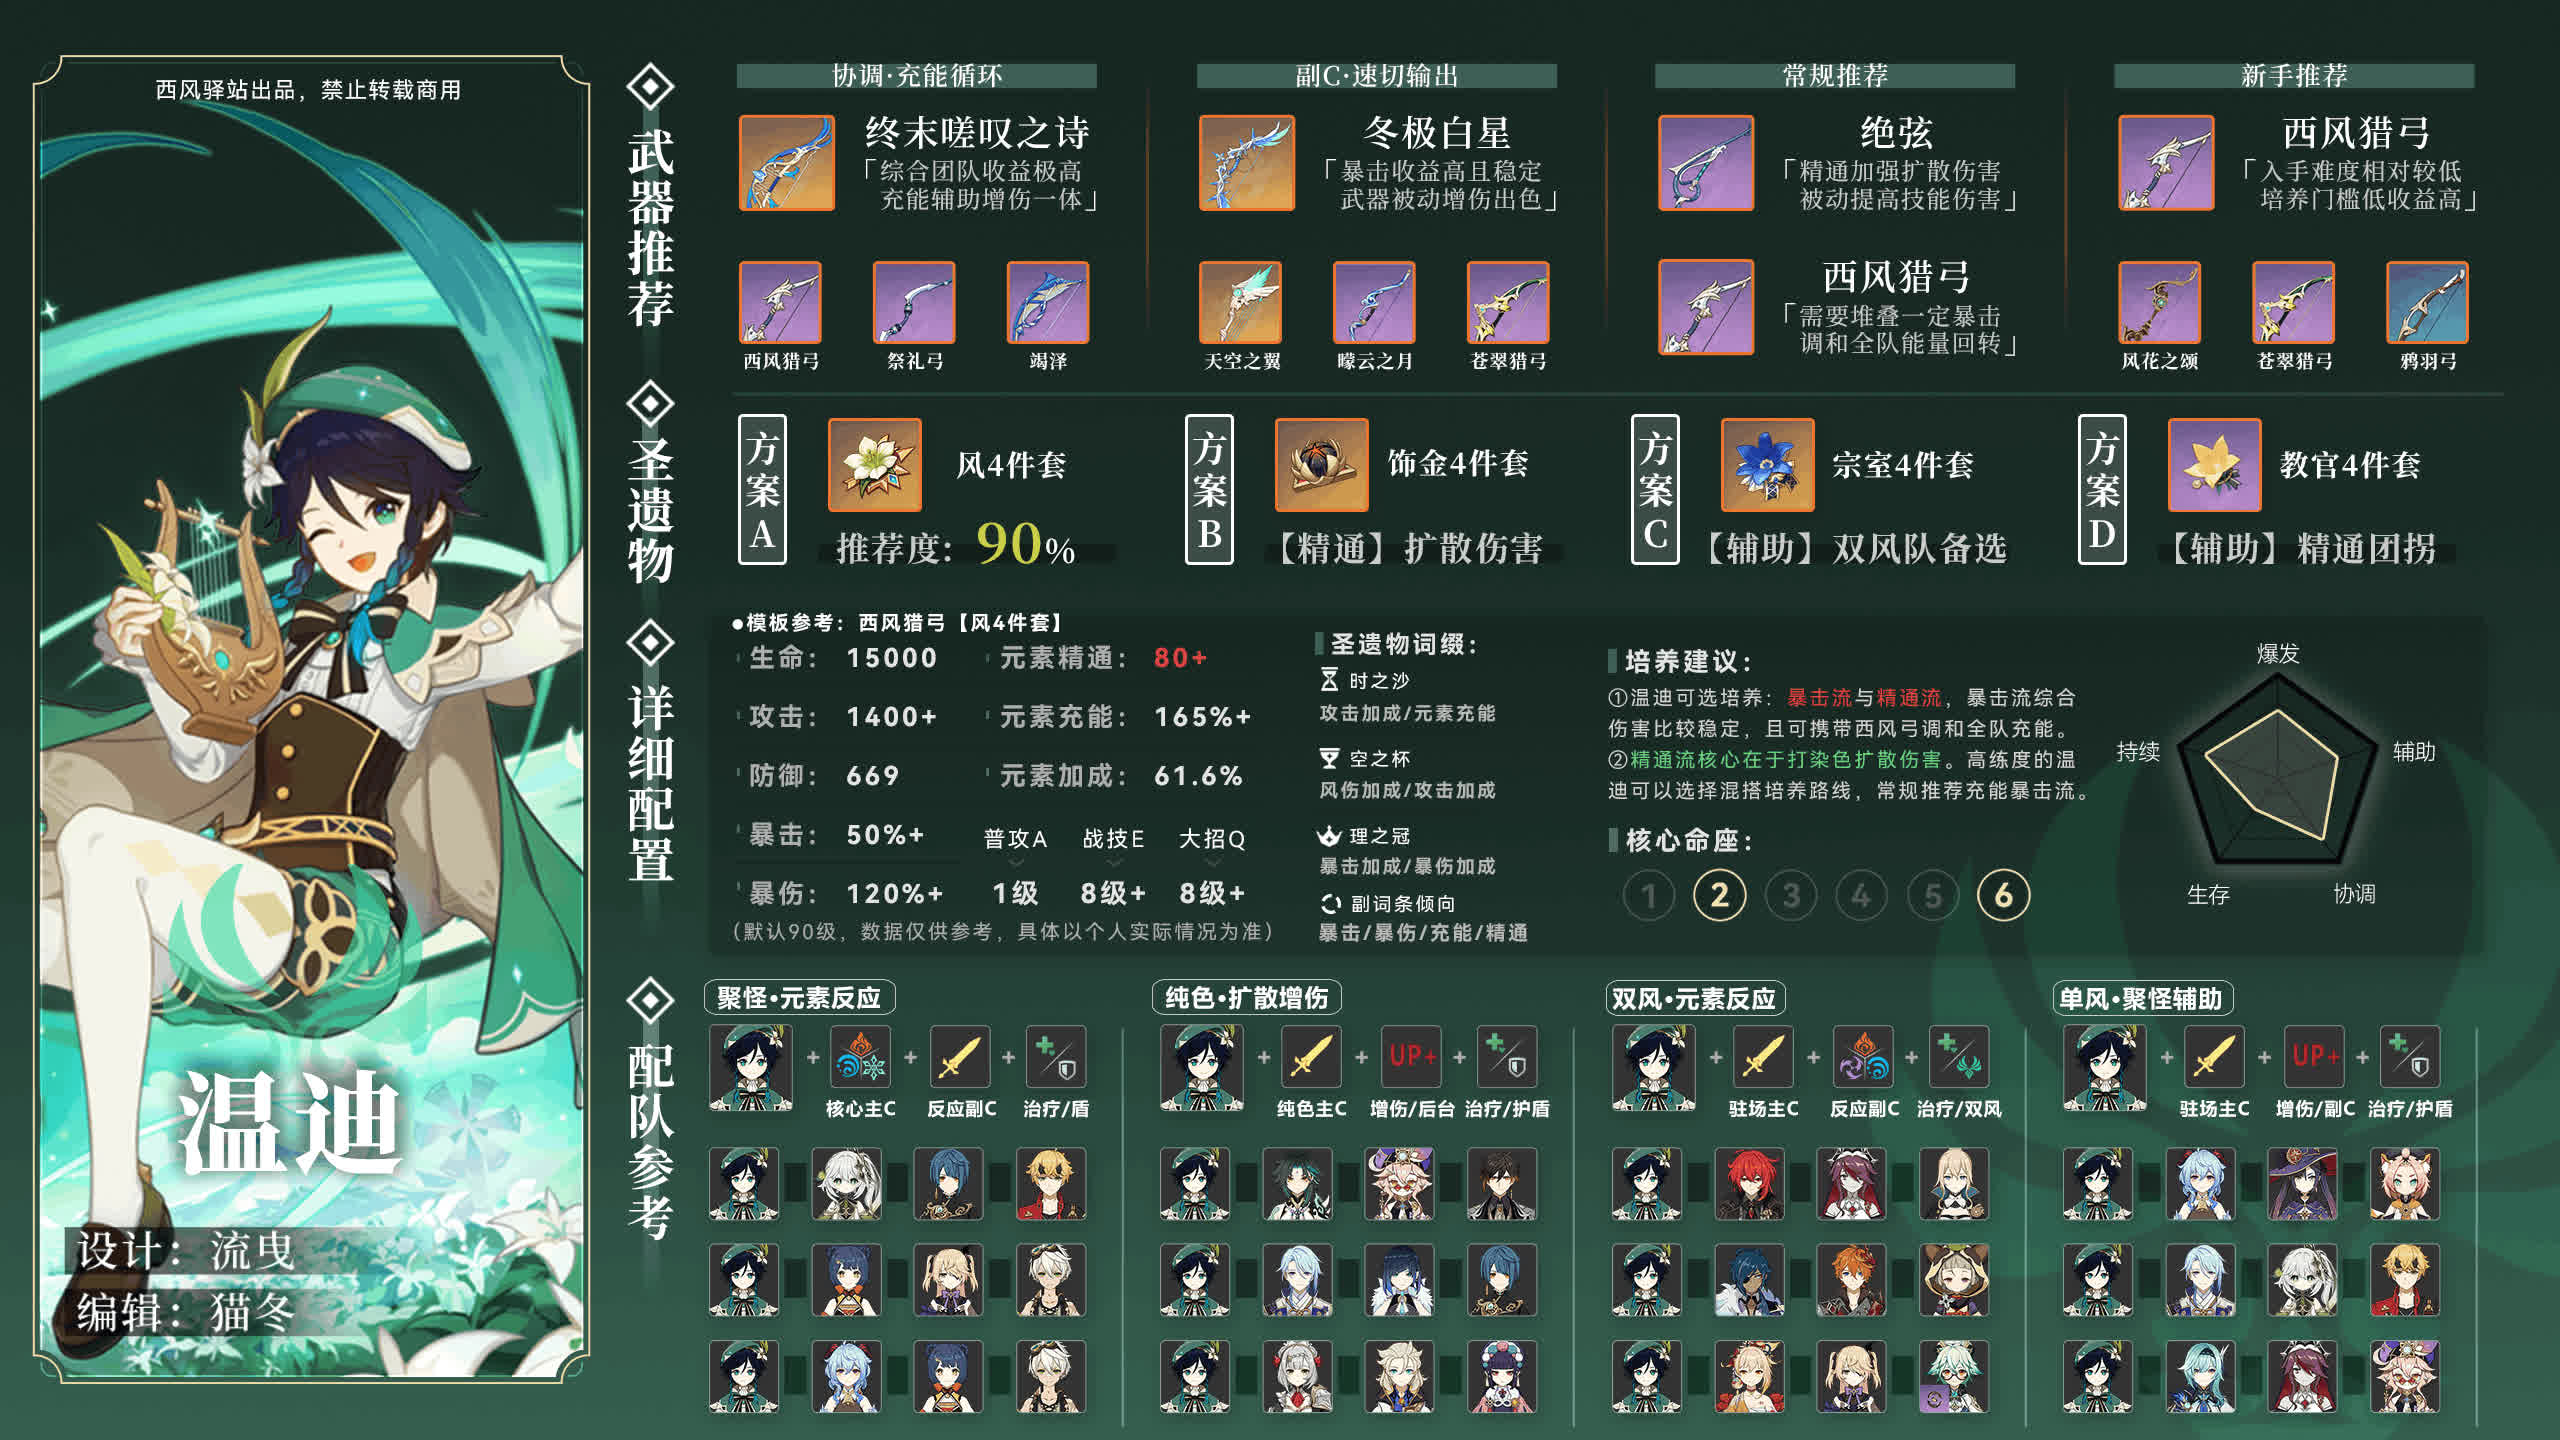 西风驿站出品，禁止转载商用
温迪
设计：流曳
编辑：猫冬
武器推荐
协调·充能循环
终末嗟叹之诗
「综合团队收益极高
充能辅助增伤一体」
西风猎弓
祭礼弓
竭泽
副C·速切输出
冬极白星
「暴击收益高且稳定
武器被动增伤出色」
天空之翼
曚云之月
苍翠猎弓
常规推荐
绝弦
「精通加强扩散伤害
被动提高技能伤害」
西风猎弓
「需要堆叠一定暴击
调和全队能量回转」
新手推荐
西风猎弓
「入手难度相对较低
培养门槛低收益高」
风花之颂
苍翠猎弓
鸦羽弓
圣遗物
方案A
风4件套
推荐度：90%
方案B
饰金4件套
【精通】扩散伤害
方案C
宗室4件套
【辅助】双风队备选
方案D
教官4件套
【辅助】精通团拐
详细配置
●模板参考：西风猎弓【风4件套】
生命：15000 元素精通：80+
攻击：1400+ 元素充能：165%+
防御：669 元素加成：61.6%
暴击：50%+ 普攻A 战技E 大招Q
暴伤：120%+ 1级 8级+ 8级+
(默认90级，数据仅供参考，具体以个人实际情况为准)
圣遗物词缀：
时之沙
攻击加成/元素充能
空之杯
风伤加成/攻击加成
理之冠
暴击加成/暴伤加成
副词条倾向
暴击/暴伤/充能/精通
培养建议：
①温迪可选培养：暴击流与精通流，暴击流综合
伤害比较稳定，且可携带西风弓调和全队充能。
②精通流核心在于打染色扩散伤害。高练度的温
迪可以选择混搭培养路线，常规推荐充能暴击流。
核心命座：
1 2 3 4 5 6
爆发
辅助
协调
生存
持续
配队参考
聚怪·元素反应
+ + +
核心主C 反应副C 治疗/盾
纯色·扩散增伤
+ + UP+ +
纯色主C 增伤/后台 治疗/护盾
双风·元素反应
+ + +
驻场主C 反应副C 治疗/双风
单风·聚怪辅助
+ + UP+ +
驻场主C 增伤/副C 治疗/护盾